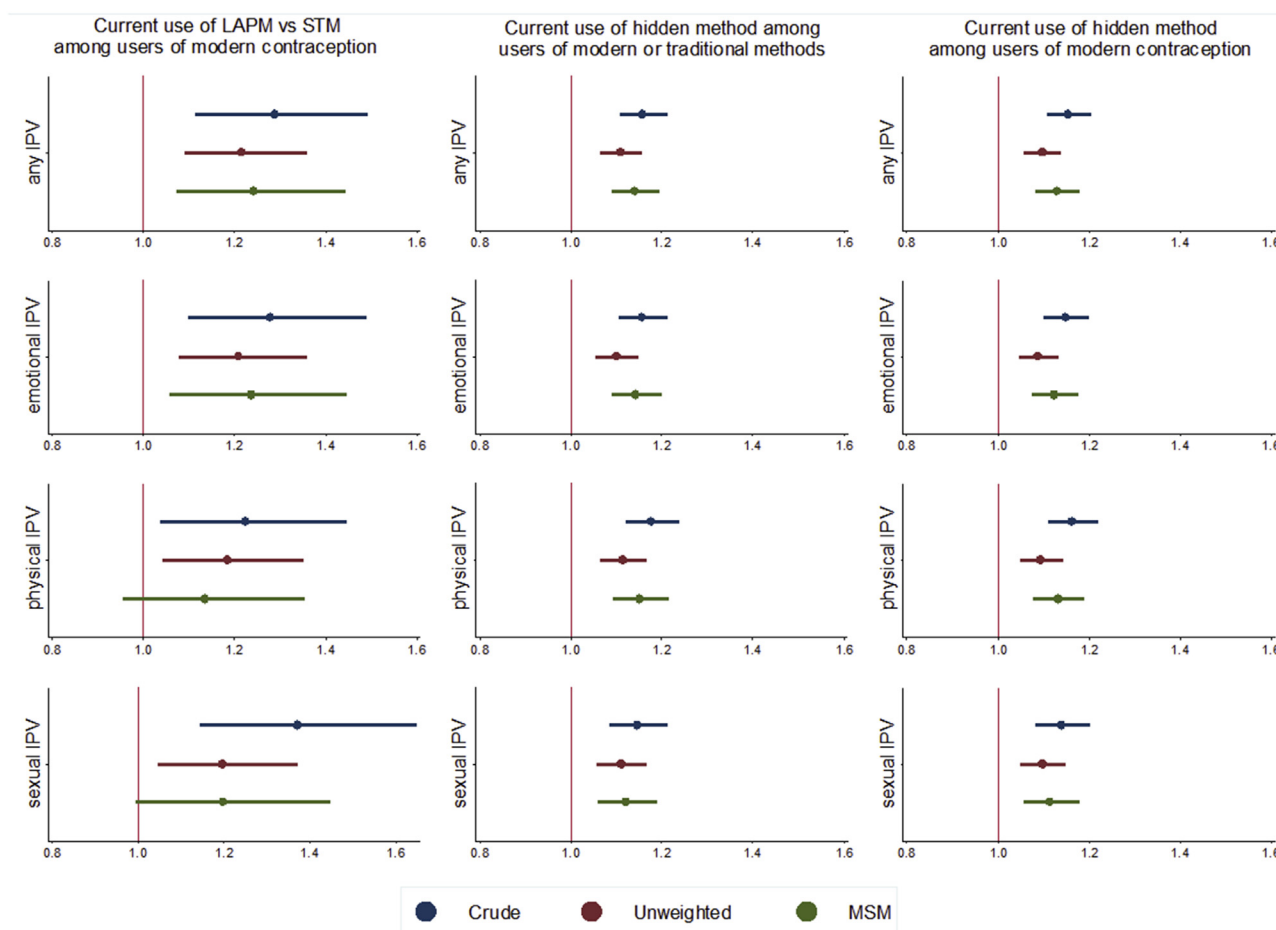 Current use of LAPM vs STM
among users of modern contraception
Current use of hidden method among
users of modern or traditional methods
Current use of hidden method
among users of modern contraception
any IPV
0.8 1.0 1.2 1.4 1.6
any IPV
0.8 1.0 1.2 1.4 1.6
any IPV
0.8 1.0 1.2 1.4 1.6
emotional IPV
0.8 1.0 1.2 1.4 1.6
emotional IPV
0.8 1.0 1.2 1.4 1.6
emotional IPV
0.8 1.0 1.2 1.4 1.6
physical IPV
0.8 1.0 1.2 1.4 1.6
physical IPV
0.8 1.0 1.2 1.4 1.6
physical IPV
0.8 1.0 1.2 1.4 1.6
sexual IPV
0.8 1.0 1.2 1.4 1.6
sexual IPV
0.8 1.0 1.2 1.4 1.6
sexual IPV
0.8 1.0 1.2 1.4 1.6
Crude Unweighted MSM